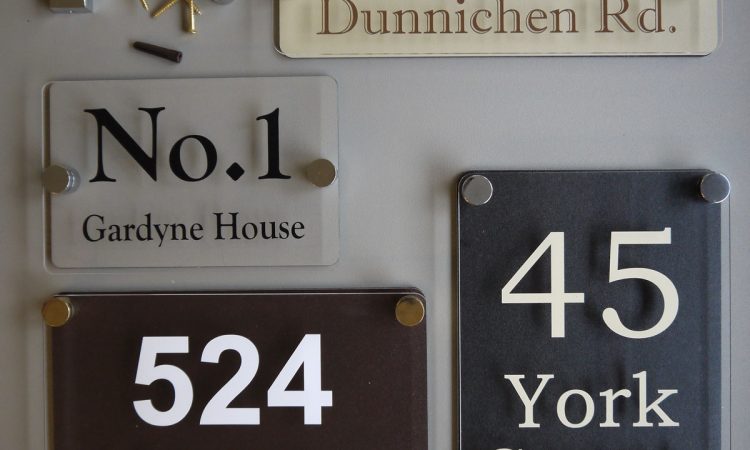 Dunnichen Rd.
No.1
Gardyne House
45
York
524